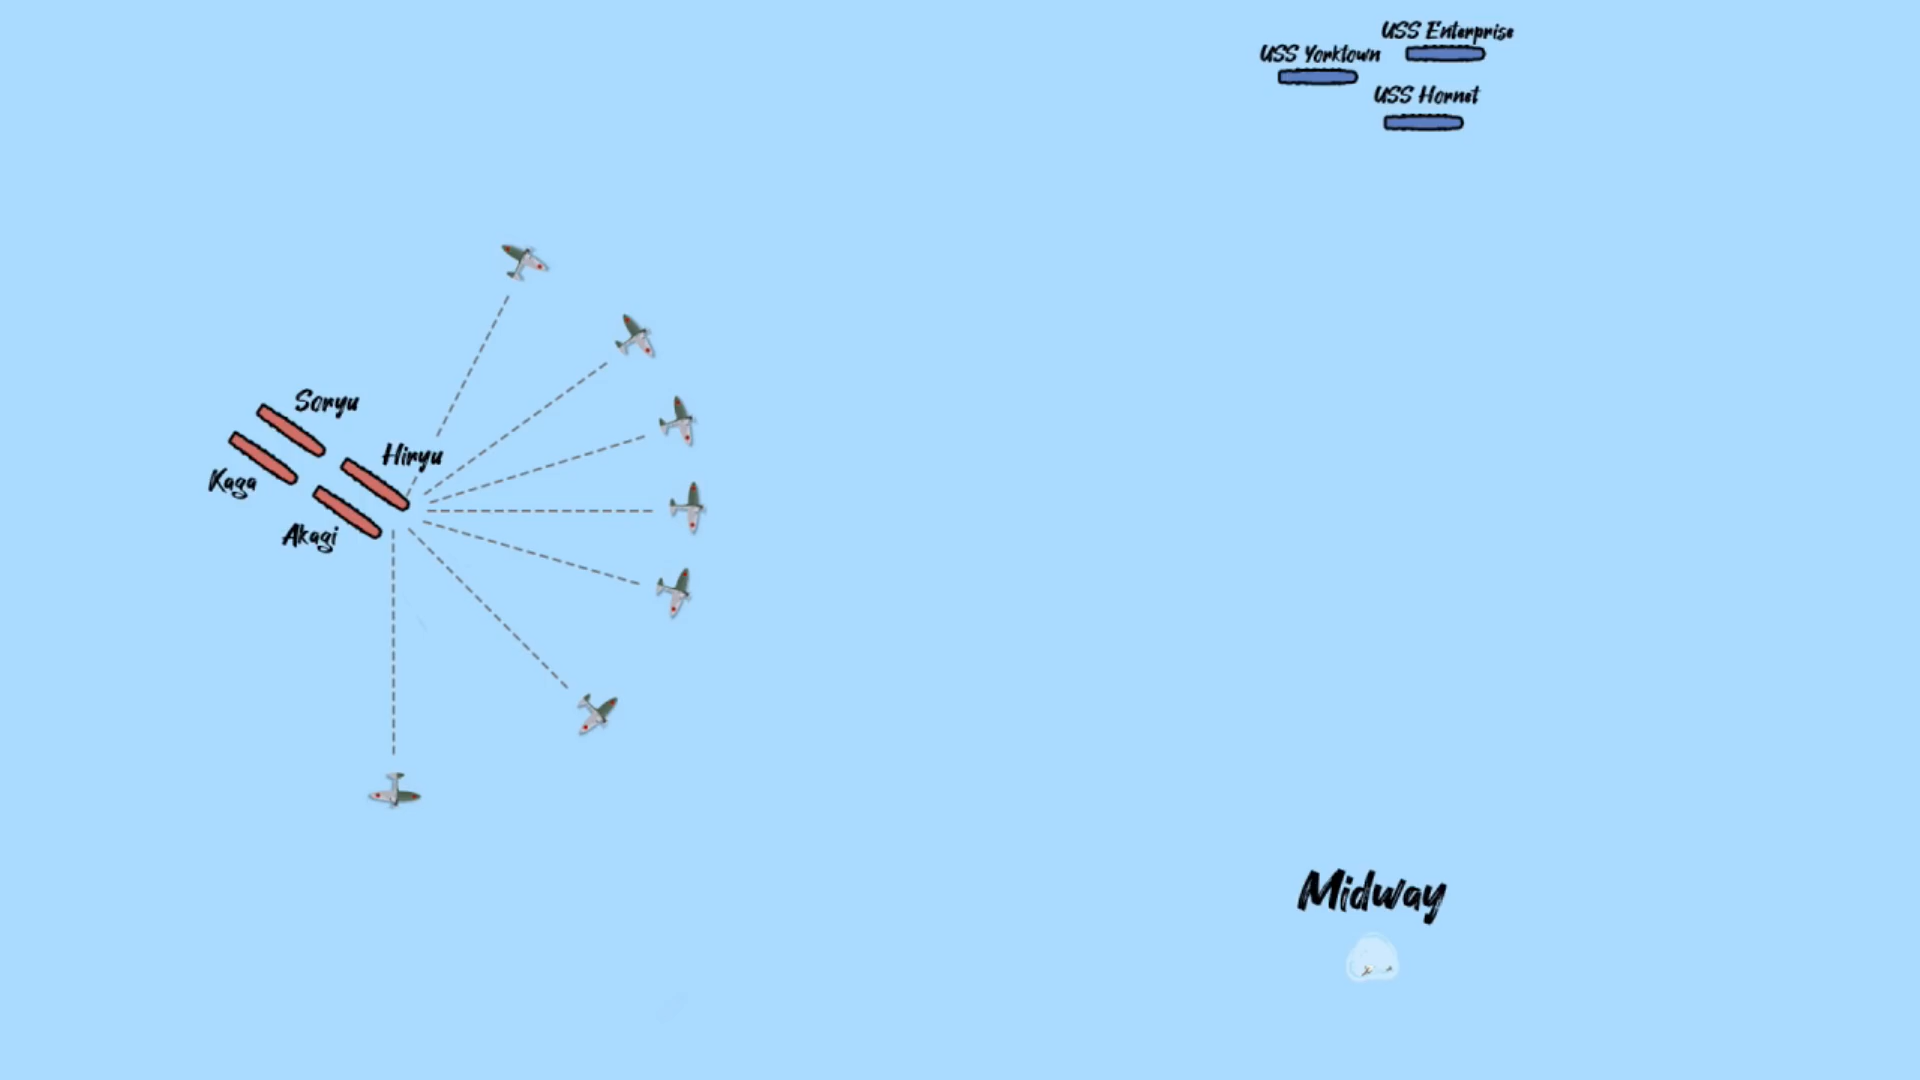 USS Enterprise
USS Yorktown
USS Hornet
Soryu
Hiryu
Kaga
Akagi
Midway